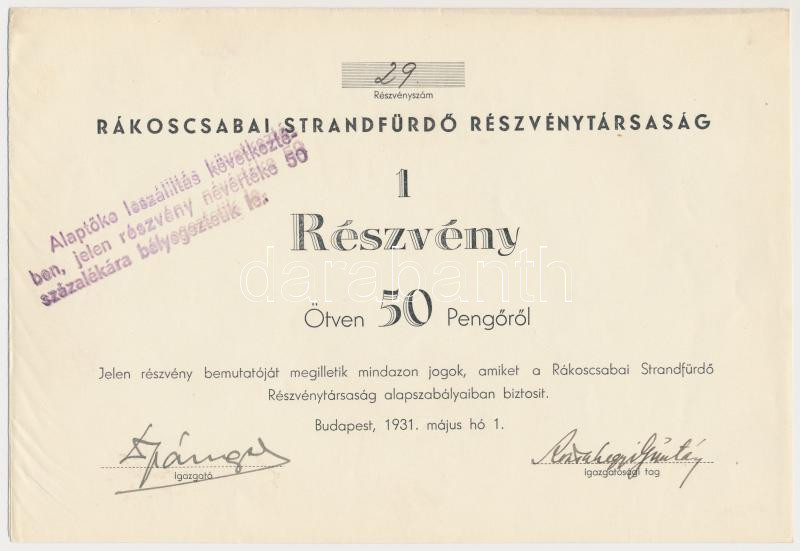 29.
Részvényszám
RÁKOSCSABAI STRANDFÜRDŐ RÉSZVÉNYTÁRSASÁG
Alaptőke leszállitás következté-
ben, jelen részvény névértéke 50
százalékára bélyegeztetik le.
1
Részvény
darabanth
Ötven 50 Pengőről
Jelen részvény bemutatóját megilletik mindazon jogok, amiket a Rákoscsabai Strandfürdő
Részvénytársaság alapszabályaiban biztosit.
Budapest, 1931. május hó 1.
Igazgató
Igazgatósági tag